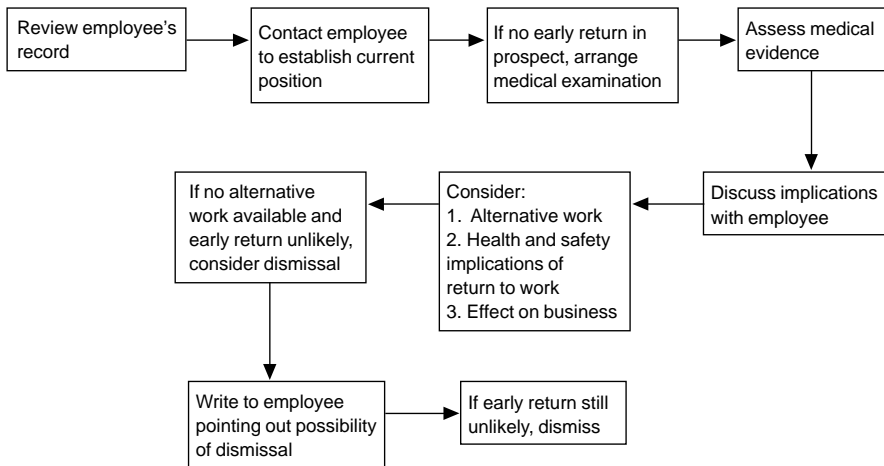 Review employee's
record
Contact employee
to establish current
position
If no early return in
prospect, arrange
medical examination
Assess medical
evidence
Discuss implications
with employee
Consider:
1. Alternative work
2. Health and safety
implications of
return to work
3. Effect on business
If no alternative
work available and
early return unlikely,
consider dismissal
Write to employee
pointing out possibility
of dismissal
If early return still
unlikely, dismiss